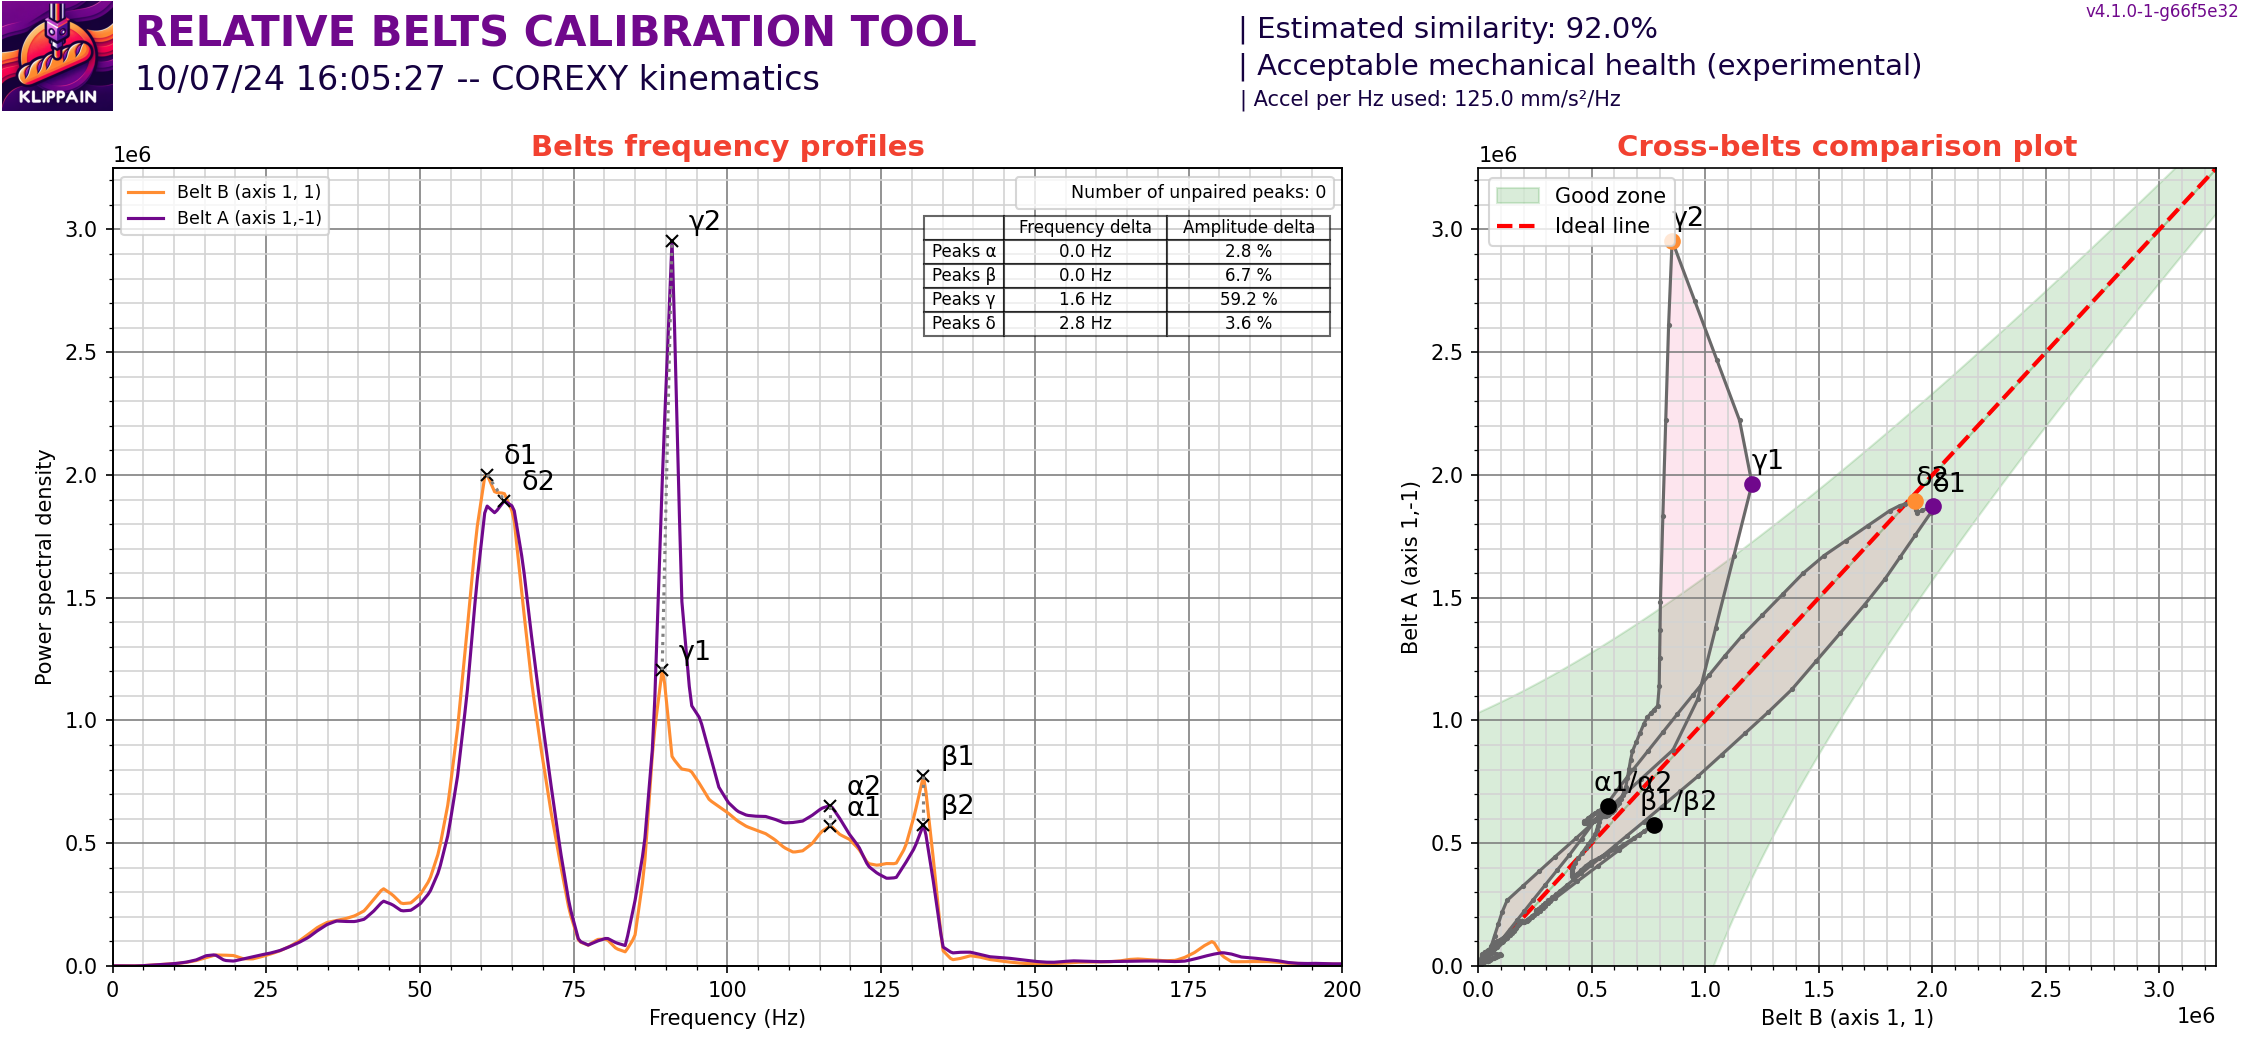 KLIPPAIN
RELATIVE BELTS CALIBRATION TOOL
10/07/24 16:05:27 -- COREXY kinematics
| Estimated similarity: 92.0%
| Acceptable mechanical health (experimental)
| Accel per Hz used: 125.0 mm/s²/Hz
v4.1.0-1-g66f5e32
Belts frequency profiles
1e6
Belt B (axis 1, 1)
Belt A (axis 1,-1)
Number of unpaired peaks: 0
Frequency delta Amplitude delta
Peaks α 0.0 Hz 2.8 %
Peaks β 0.0 Hz 6.7 %
Peaks γ 1.6 Hz 59.2 %
Peaks δ 2.8 Hz 3.6 %
γ2
δ1
δ2
γ1
β1
α2
α1
β2
Power spectral density
3.0
2.5
2.0
1.5
1.0
0.5
0.0
0 25 50 75 100 125 150 175 200
Frequency (Hz)
Cross-belts comparison plot
1e6
Good zone
Ideal line
γ2
γ1
δ2
δ1
α1/α2
β1/β2
Belt A (axis 1,-1)
3.0
2.5
2.0
1.5
1.0
0.5
0.0
0.0 0.5 1.0 1.5 2.0 2.5 3.0
Belt B (axis 1, 1)
1e6